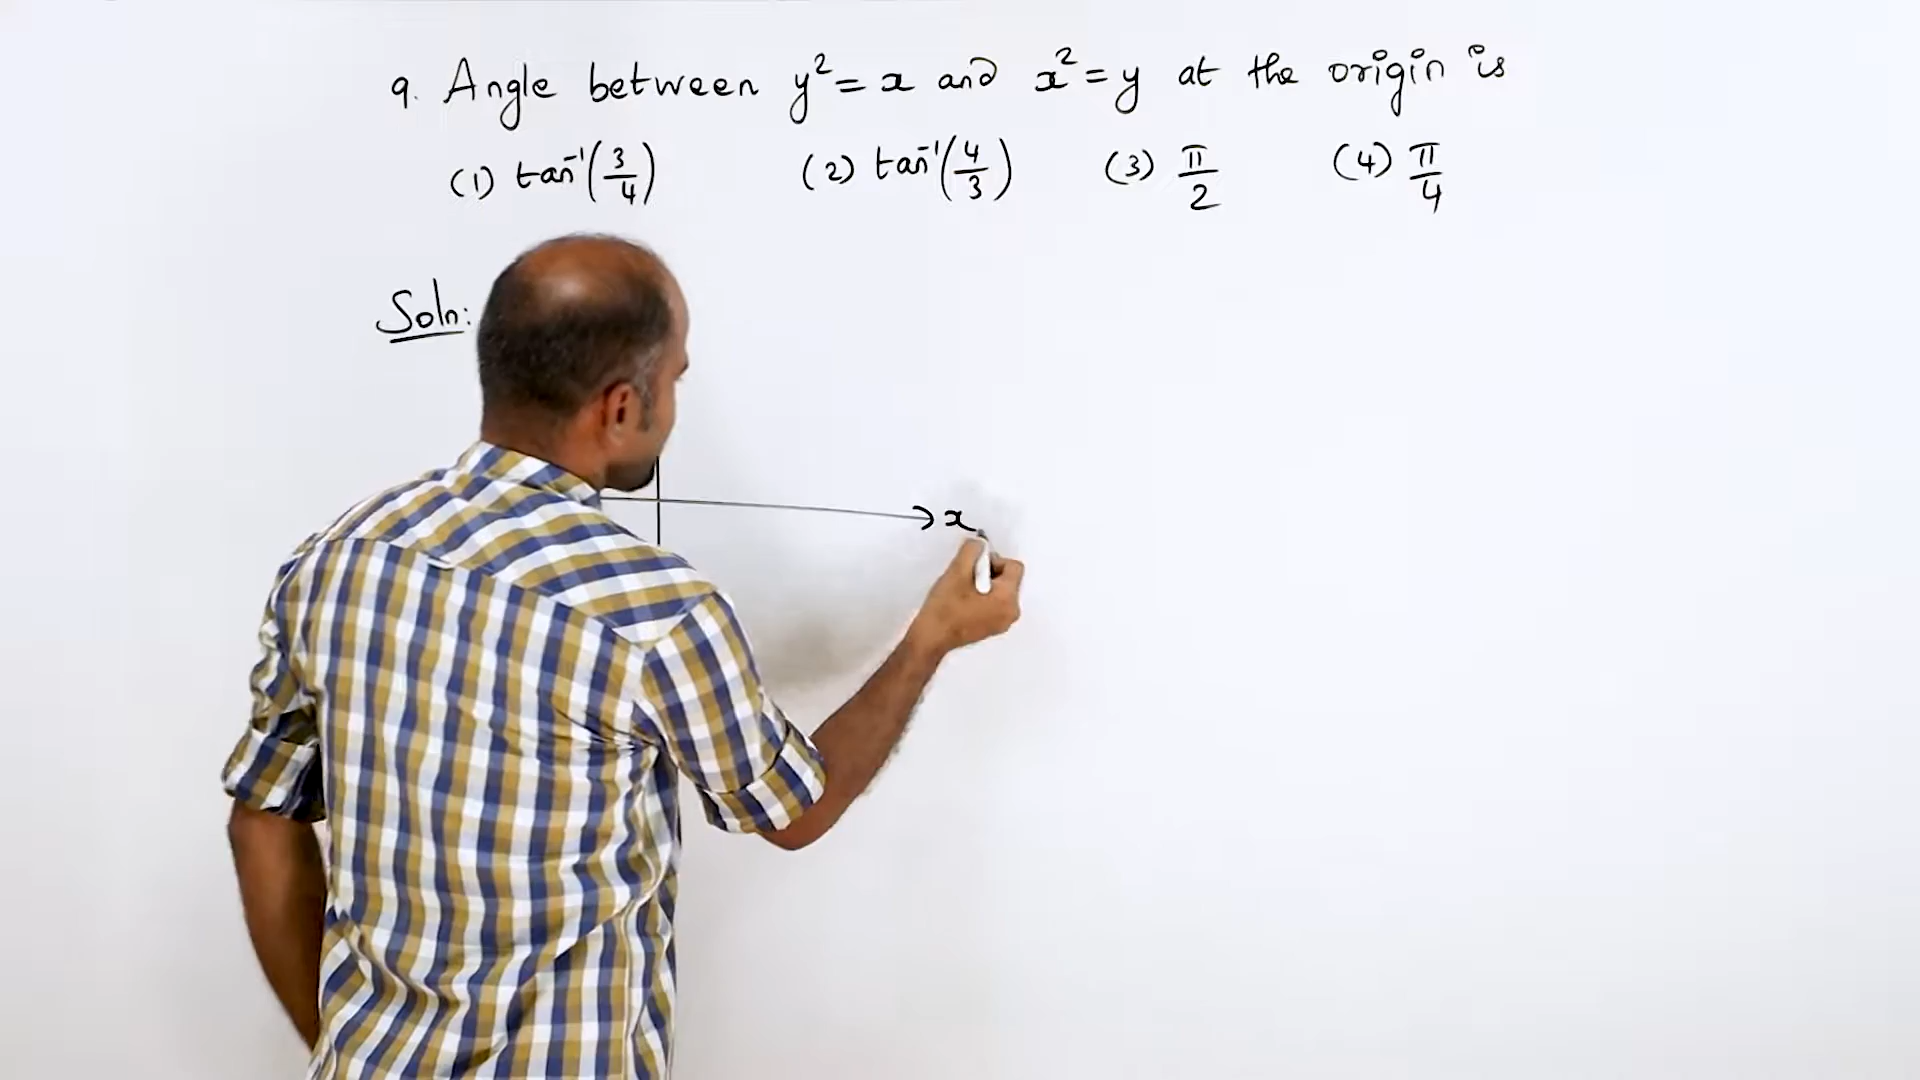 9. Angle between y² = x and x² = y at the origin is
(1) tan⁻¹(3/4) (2) tan⁻¹(4/3) (3) π/2 (4) π/4
Soln:
x